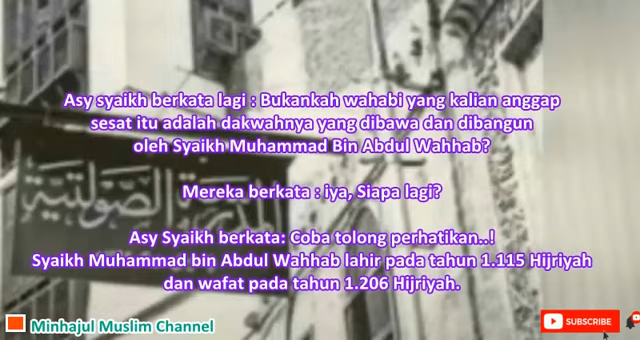 Asy syaikh berkata lagi : Bukankah wahabi yang kalian anggap
sesat itu adalah dakwahnya yang dibawa dan dibangun
oleh Syaikh Muhammad Bin Abdul Wahhab?
Mereka berkata : iya, Siapa lagi?
المدرسة الصولتية
Asy Syaikh berkata: Coba tolong perhatikan..!
Syaikh Muhammad bin Abdul Wahhab lahir pada tahun 1.115 Hijriyah
dan wafat pada tahun 1.206 Hijriyah.
Minhajul Muslim Channel
SUBSCRIBE